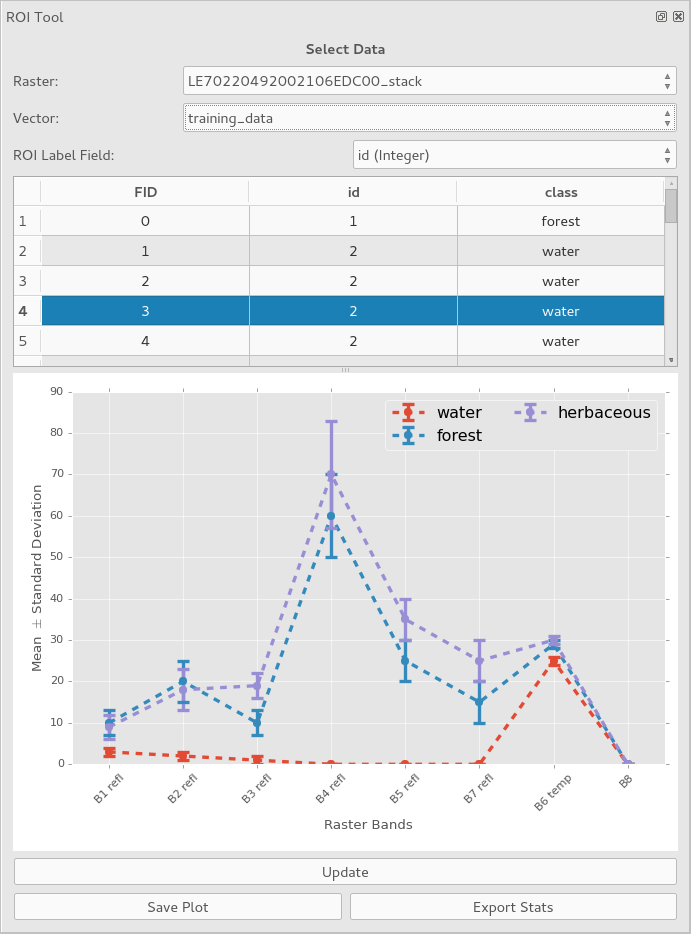 ROI Tool
Select Data
Raster: LE70220492002106EDC00_stack
Vector: training_data
ROI Label Field: id (Integer)
FID id class
1 0 1 forest
2 1 2 water
3 2 2 water
4 3 2 water
5 4 2 water
90
80
70
60
50
40
30
20
10
0
Mean ± Standard Deviation
water herbaceous
forest
B1 refl B2 refl B3 refl B4 refl B5 refl B7 refl B6 temp B8
Raster Bands
Update
Save Plot Export Stats